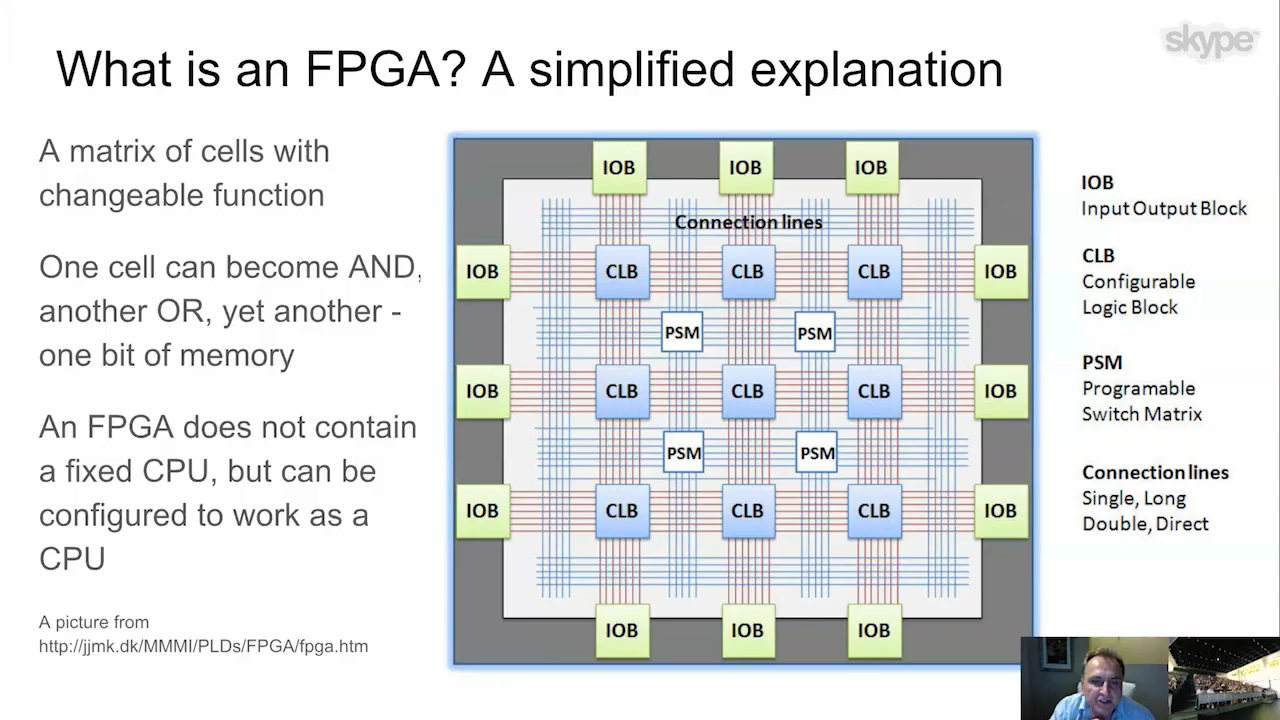 skype™
What is an FPGA? A simplified explanation
A matrix of cells with
changeable function
One cell can become AND,
another OR, yet another -
one bit of memory
An FPGA does not contain
a fixed CPU, but can be
configured to work as a
CPU
A picture from
http://jjmk.dk/MMMI/PLDs/FPGA/fpga.htm
IOB IOB IOB
Connection lines
IOB CLB CLB CLB IOB
PSM PSM
IOB CLB CLB CLB IOB
PSM PSM
IOB CLB CLB CLB IOB
IOB IOB IOB
IOB
Input Output Block
CLB
Configurable
Logic Block
PSM
Programable
Switch Matrix
Connection lines
Single, Long
Double, Direct